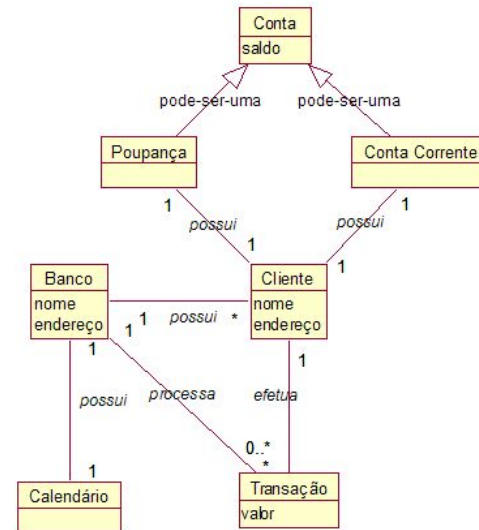 Conta
saldo
pode-ser-uma
pode-ser-uma
Poupança
Conta Corrente
1
1
possui
possui
1
1
Banco
nome
endereço
Cliente
nome
endereço
1
possui
*
1
1
1
possui
processa
efetua
0..*
*
1
Calendário
Transação
valor